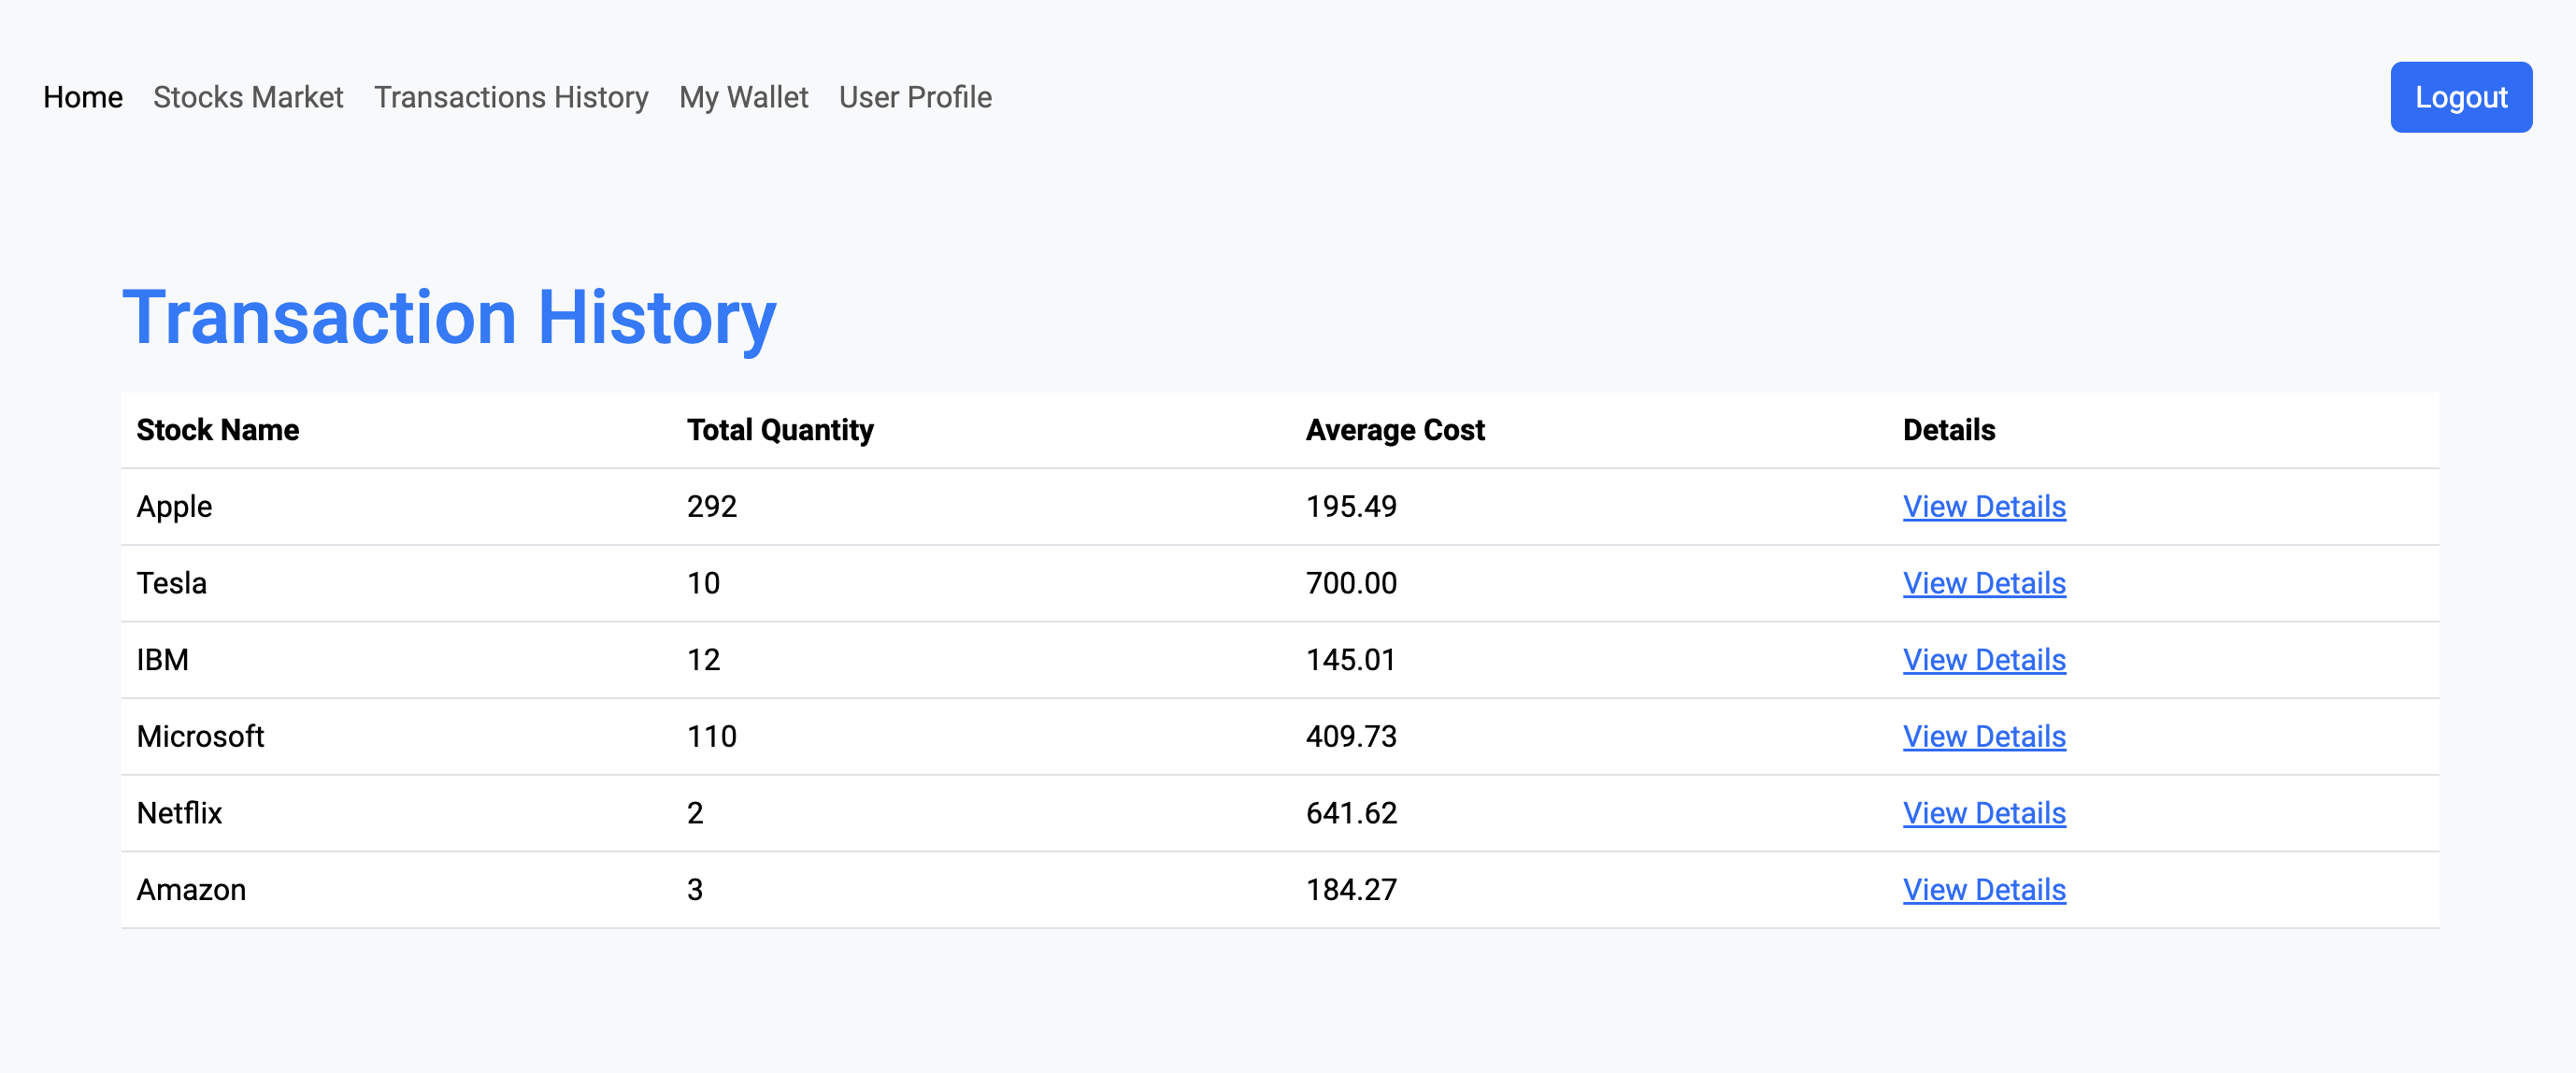 Home Stocks Market Transactions History My Wallet User Profile Logout
Transaction History
Stock Name Total Quantity Average Cost Details
Apple 292 195.49 View Details
Tesla 10 700.00 View Details
IBM 12 145.01 View Details
Microsoft 110 409.73 View Details
Netflix 2 641.62 View Details
Amazon 3 184.27 View Details